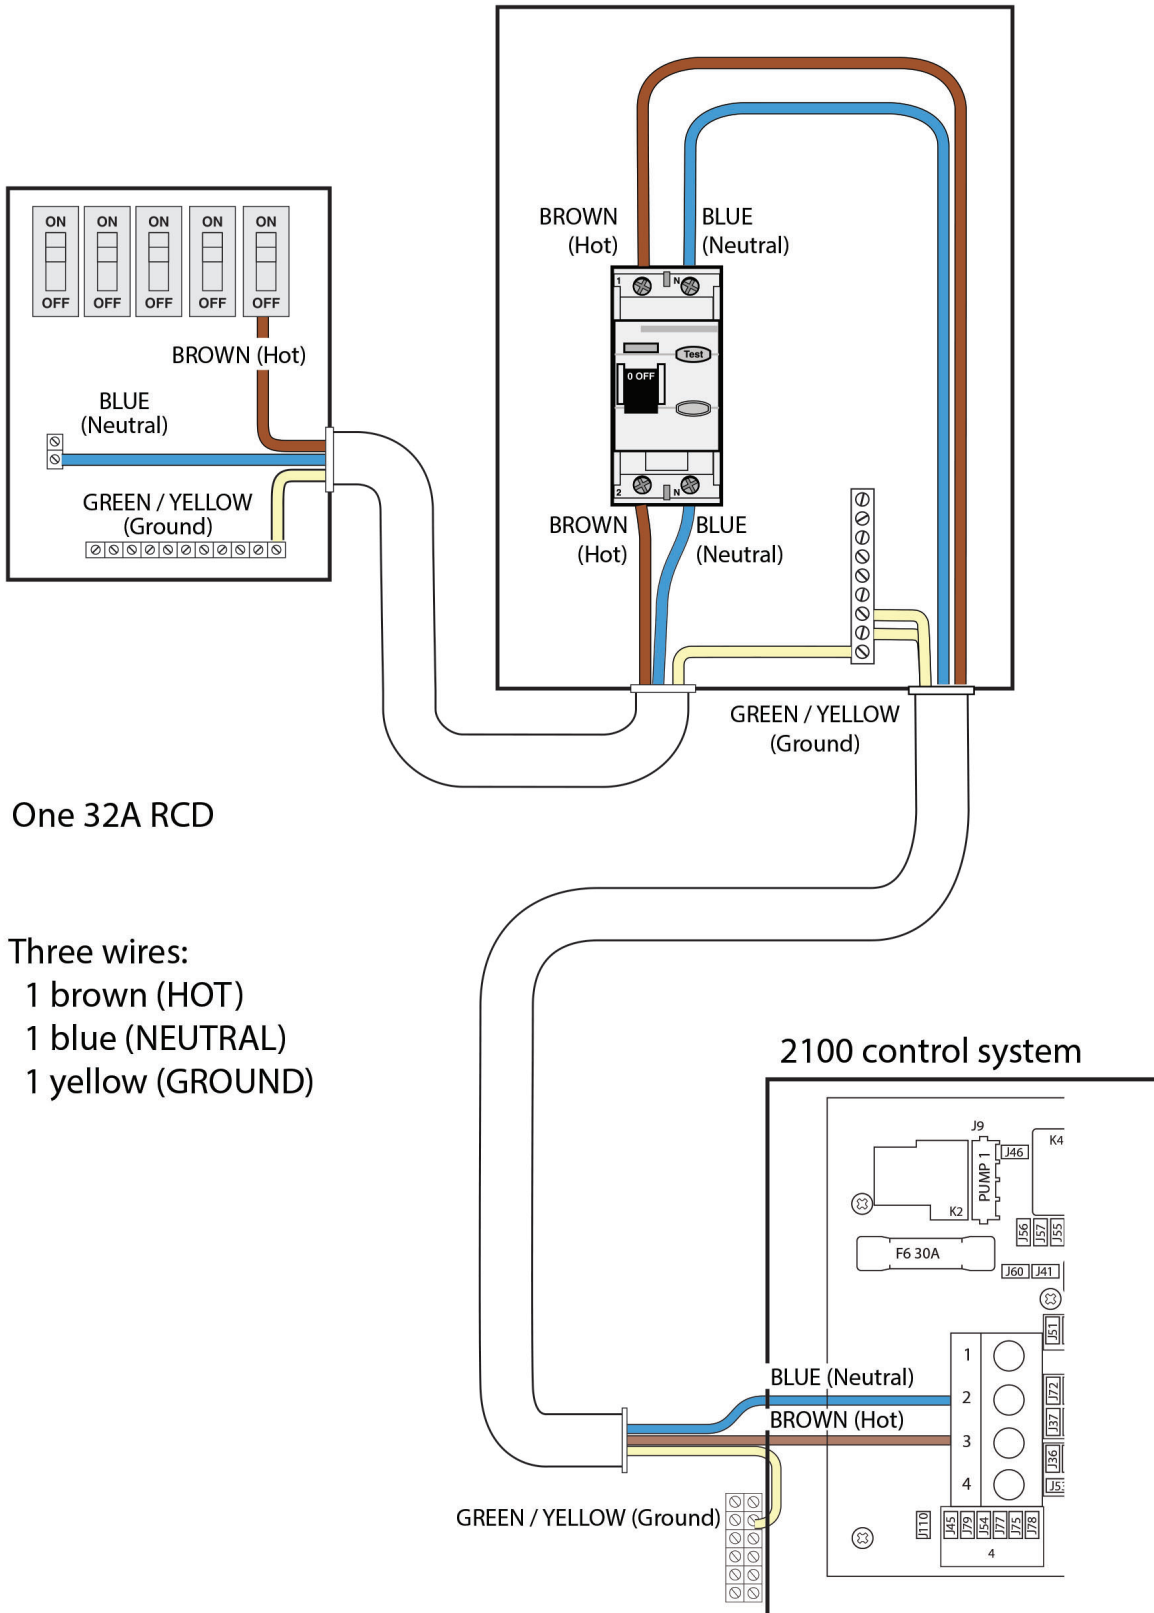 ON
ON
ON
ON
ON
OFF
OFF
OFF
OFF
OFF
BROWN (Hot)
BLUE
(Neutral)
GREEN / YELLOW
(Ground)
BROWN
(Hot)
BLUE
(Neutral)
1
N
Test
0 OFF
2
N
BROWN
(Hot)
BLUE
(Neutral)
GREEN / YELLOW
(Ground)
One 32A RCD
Three wires:
1 brown (HOT)
1 blue (NEUTRAL)
1 yellow (GROUND)
2100 control system
J9
K4
J46
PUMP 1
K2
J56
J57
J55
F6 30A
J60
J41
J51
1
BLUE (Neutral)
2
J72
BROWN (Hot)
J37
3
J36
4
J53
GREEN / YELLOW (Ground)
J110
J45
J79
J54
J77
J75
J78
4